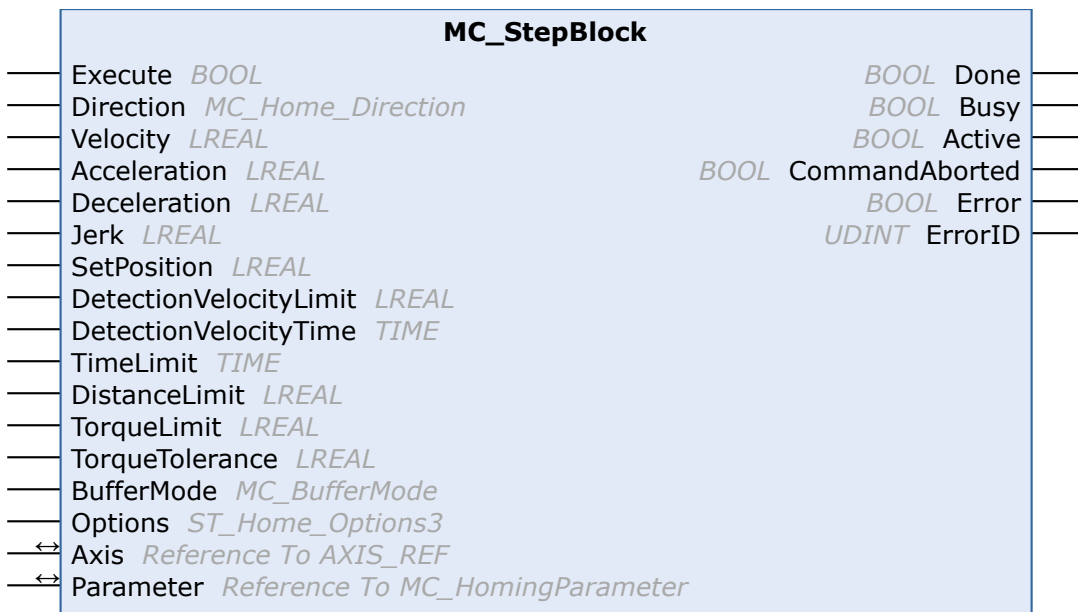 MC_StepBlock
Execute BOOL BOOL Done
Direction MC_Home_Direction BOOL Busy
Velocity LREAL BOOL Active
Acceleration LREAL BOOL CommandAborted
Deceleration LREAL BOOL Error
Jerk LREAL UDINT ErrorID
SetPosition LREAL
DetectionVelocityLimit LREAL
DetectionVelocityTime TIME
TimeLimit TIME
DistanceLimit LREAL
TorqueLimit LREAL
TorqueTolerance LREAL
BufferMode MC_BufferMode
Options ST_Home_Options3
↔ Axis Reference To AXIS_REF
↔ Parameter Reference To MC_HomingParameter